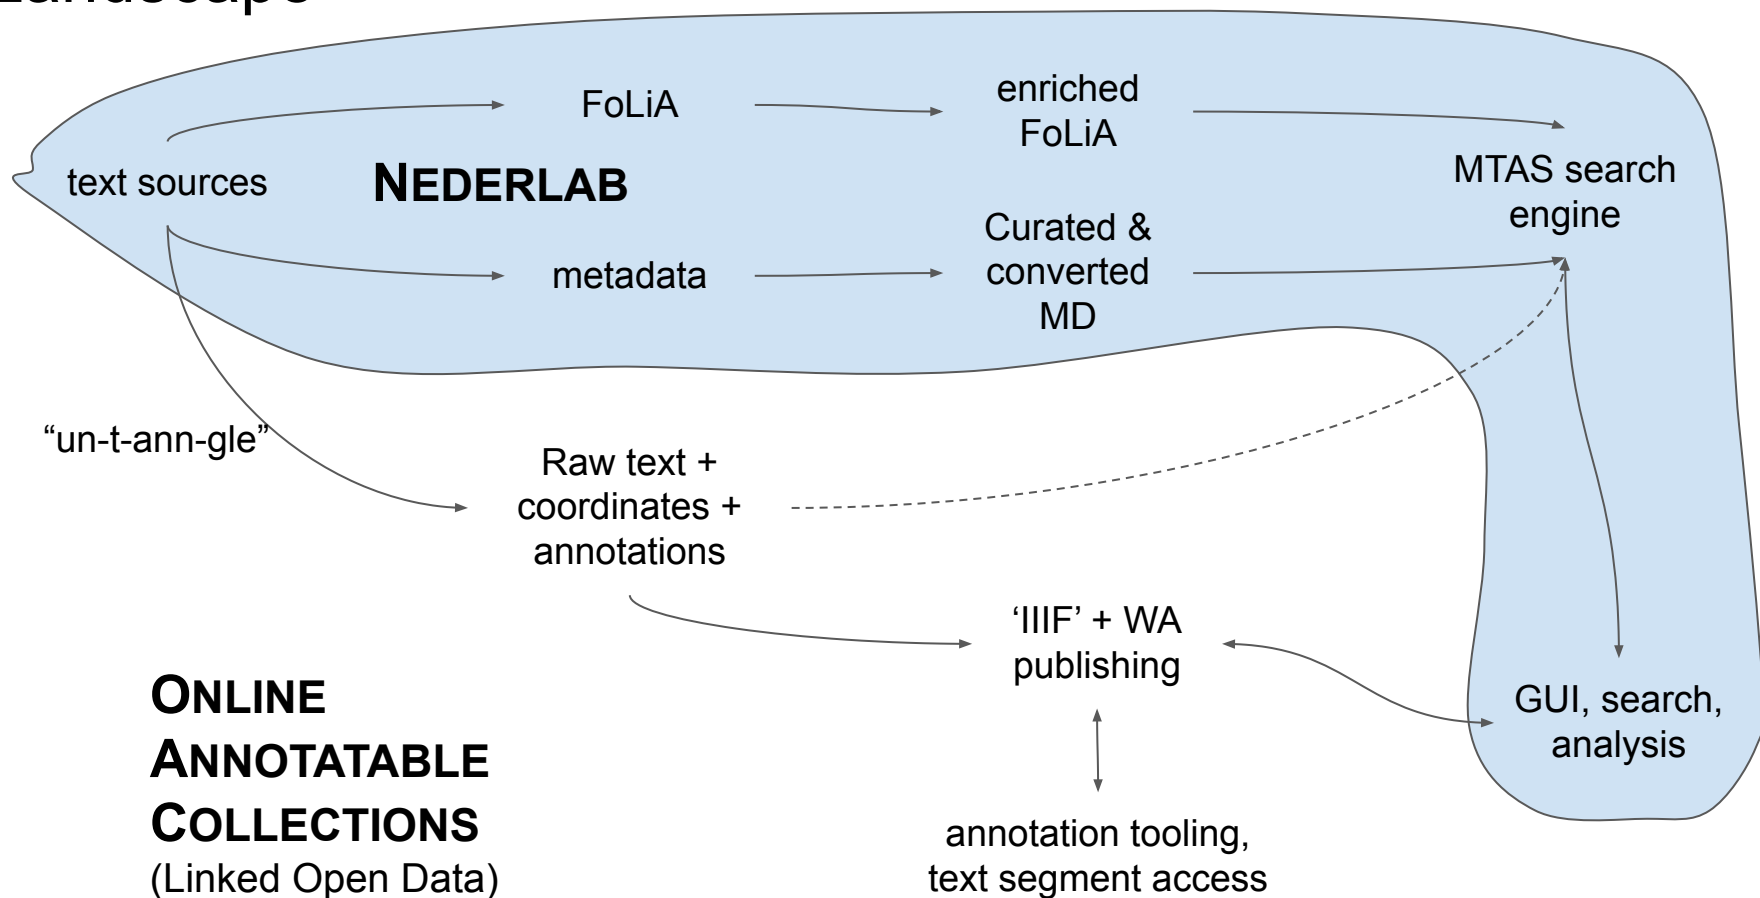 Landscape
FoLiA
enriched
FoLiA
text sources
NEDERLAB
MTAS search
engine
metadata
Curated &
converted
MD
“un-t-ann-gle”
Raw text +
coordinates +
annotations
‘IIIF’ + WA
publishing
GUI, search,
analysis
ONLINE
ANNOTATABLE
COLLECTIONS
(Linked Open Data)
annotation tooling,
text segment access